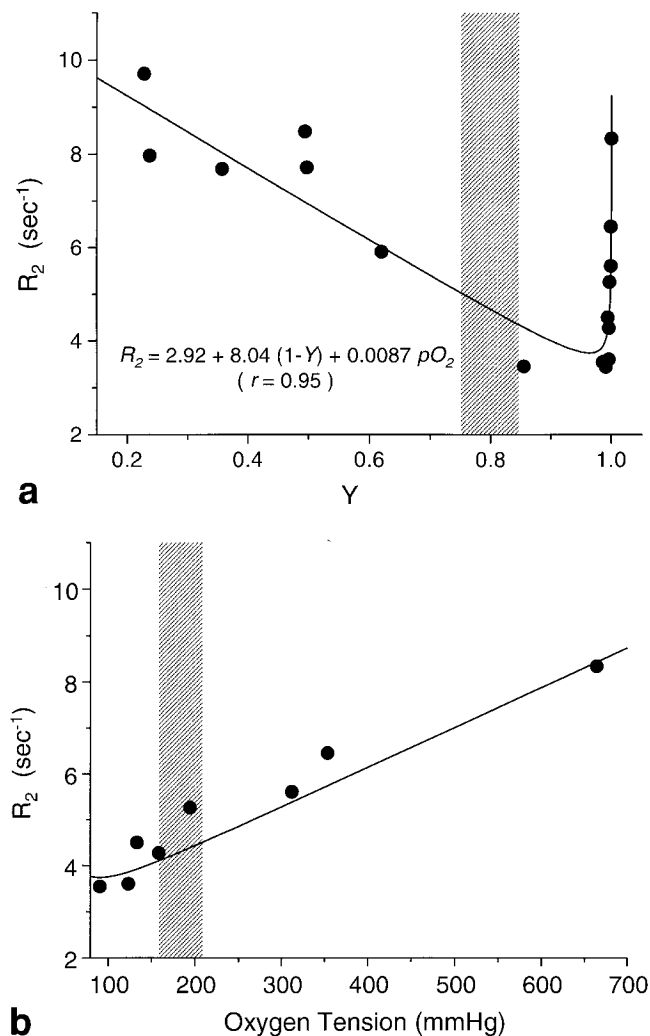 10
8
6
4
2
R2 (sec-1)
R2 = 2.92 + 8.04 (1-Y) + 0.0087 pO2
( r = 0.95 )
0.2 0.4 0.6 0.8 1.0
a
Y
10
8
6
4
2
R2 (sec-1)
100 200 300 400 500 600 700
b
Oxygen Tension (mmHg)